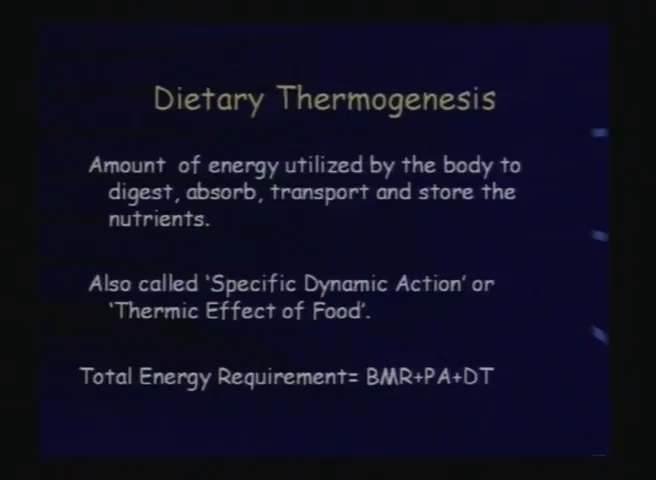 Dietary Thermogenesis
Amount of energy utilized by the body to
digest, absorb, transport and store the
nutrients.
Also called 'Specific Dynamic Action' or
'Thermic Effect of Food'.
Total Energy Requirement= BMR+PA+DT